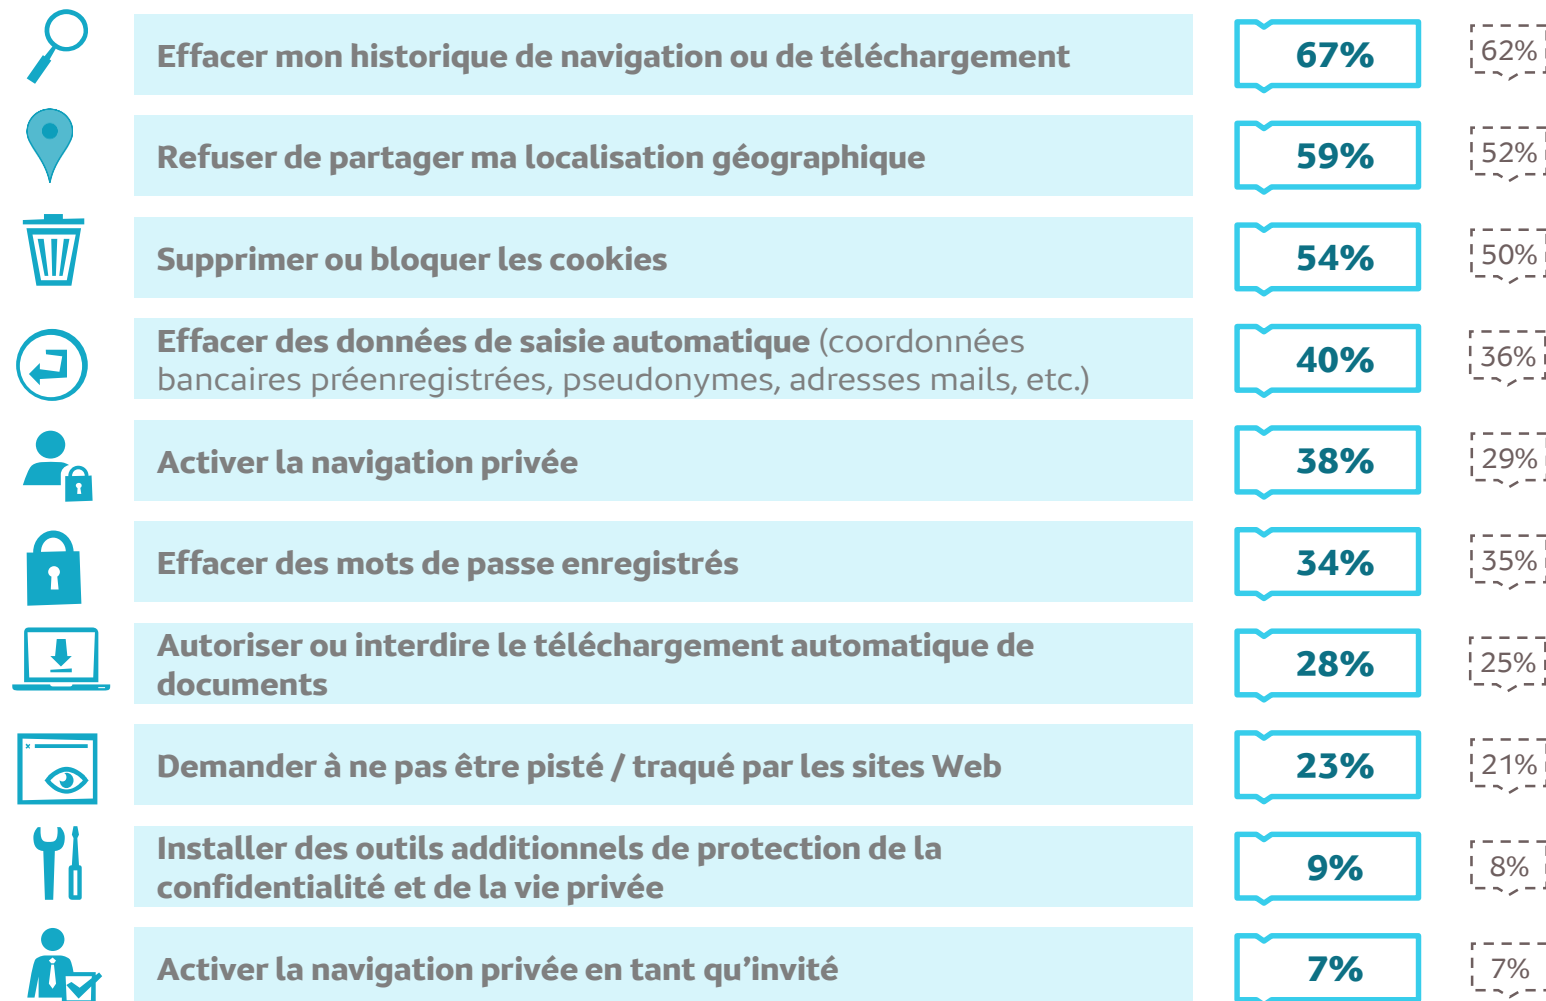 Effacer mon historique de navigation ou de téléchargement 67% 62%
Refuser de partager ma localisation géographique 59% 52%
Supprimer ou bloquer les cookies 54% 50%
Effacer des données de saisie automatique (coordonnées
bancaires préenregistrées, pseudonymes, adresses mails, etc.) 40% 36%
Activer la navigation privée 38% 29%
Effacer des mots de passe enregistrés 34% 35%
Autoriser ou interdire le téléchargement automatique de
documents 28% 25%
Demander à ne pas être pisté / traqué par les sites Web 23% 21%
Installer des outils additionnels de protection de la
confidentialité et de la vie privée 9% 8%
Activer la navigation privée en tant qu’invité 7% 7%